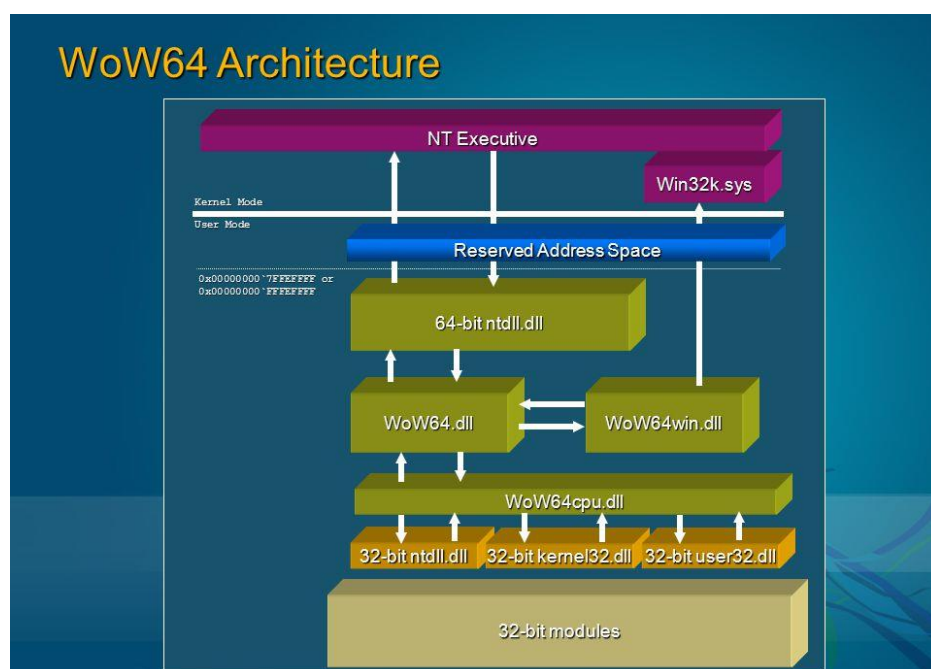 WoW64 Architecture
NT Executive
Win32k.sys
Kernel Mode
User Mode
Reserved Address Space
0x00000000`7FFEFFFF or
0x00000000`FFFEFFFF
64-bit ntdll.dll
WoW64.dll
WoW64win.dll
WoW64cpu.dll
32-bit ntdll.dll
32-bit kernel32.dll
32-bit user32.dll
32-bit modules